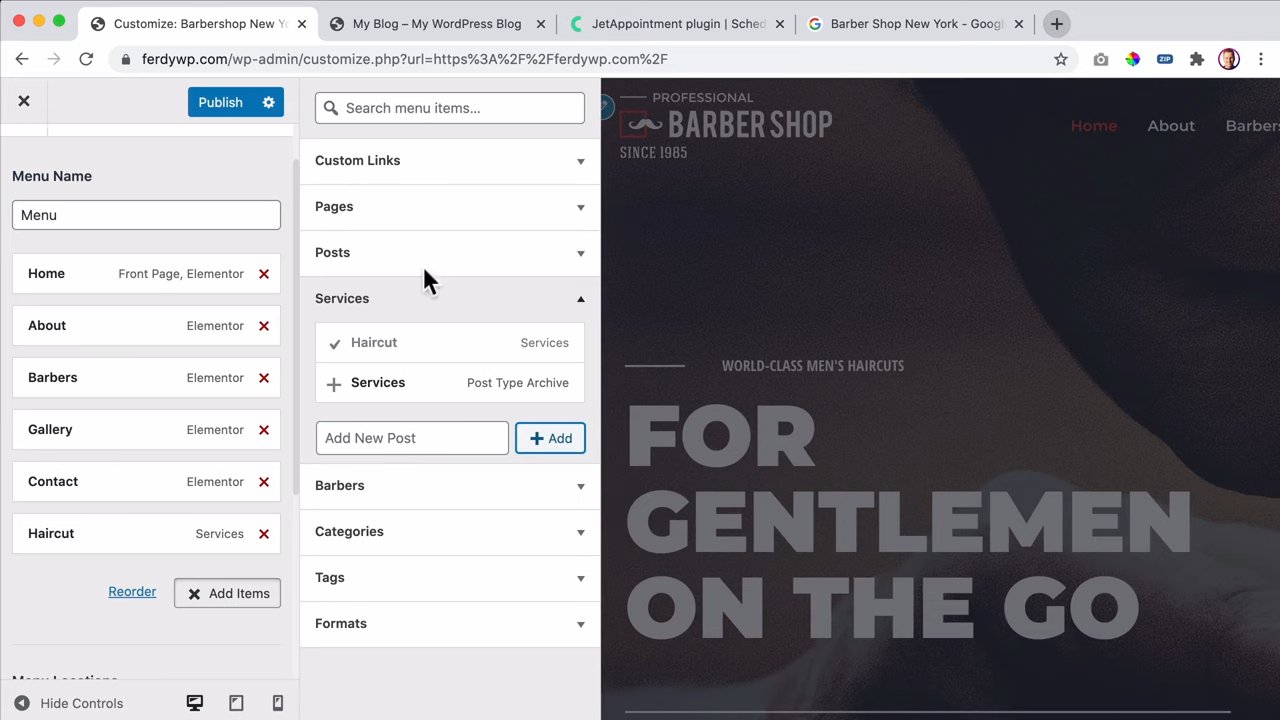 Customize: Barbershop New Yo
My Blog – My WordPress Blog
JetAppointment plugin | Sched
Barber Shop New York - Googl
ferdywp.com/wp-admin/customize.php?url=https%3A%2F%2Fferdywp.com%2F
ZIP
Publish
Menu Name
Menu
Home Front Page, Elementor
About Elementor
Barbers Elementor
Gallery Elementor
Contact Elementor
Haircut Services
Reorder
Add Items
Menu Locations
Hide Controls
Search menu items...
Custom Links
Pages
Posts
Services
Haircut Services
Services Post Type Archive
Add New Post
Add
Barbers
Categories
Tags
Formats
PROFESSIONAL
BARBER SHOP
SINCE 1985
Home About Barbers
WORLD-CLASS MEN'S HAIRCUTS
FOR
GENTLEMEN
ON THE GO